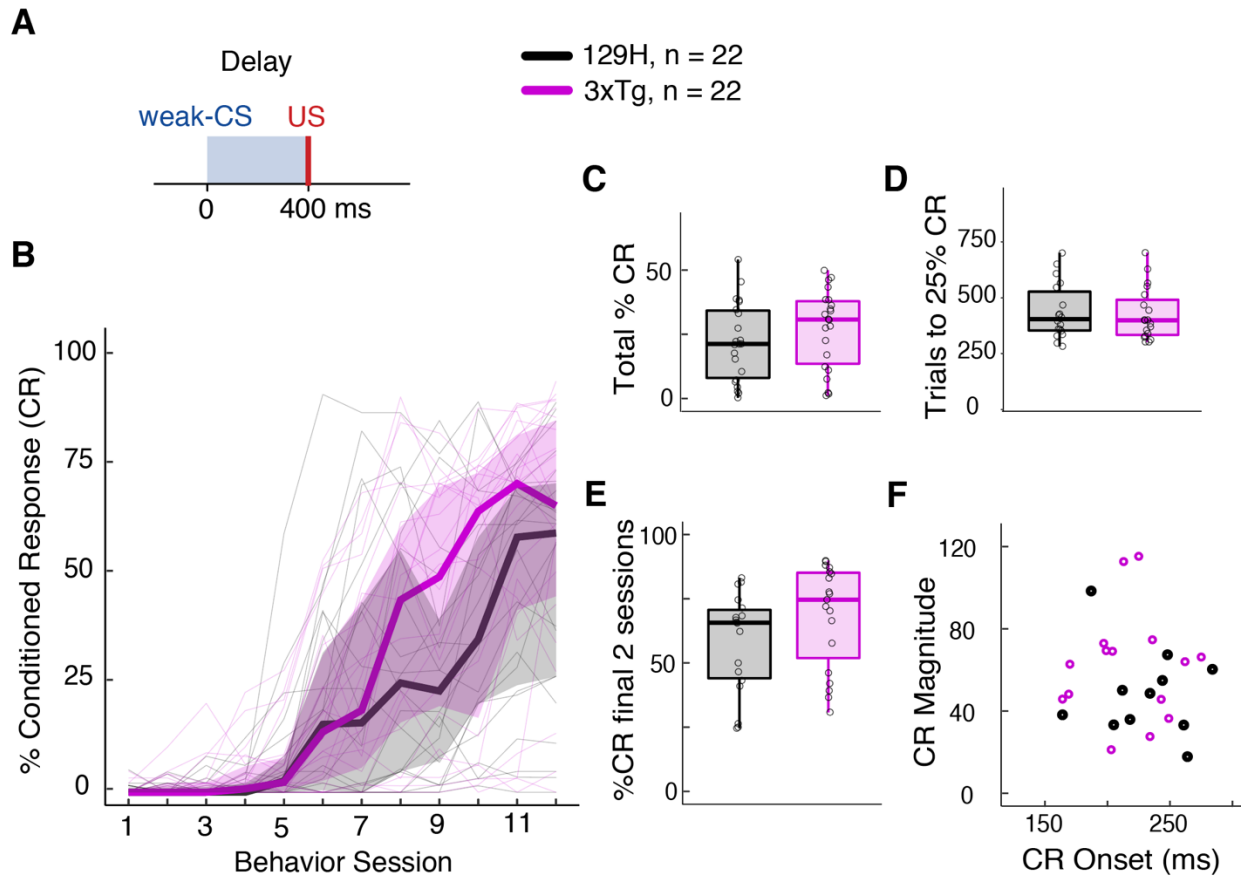 A
Delay
weak-CS US
0 400 ms
129H, n = 22
3xTg, n = 22
B
% Conditioned Response (CR)
100
75
50
25
0
1 3 5 7 9 11
Behavior Session
C
Total % CR
50
0
D
Trials to 25% CR
750
500
250
0
E
%CR final 2 sessions
100
50
0
F
CR Magnitude
120
80
40
0
150 250
CR Onset (ms)